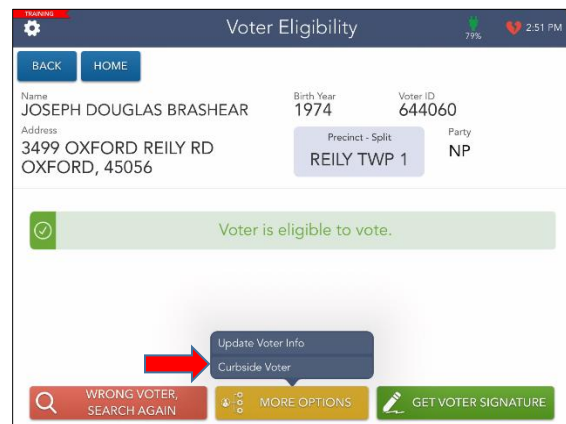 TRAINING
Voter Eligibility
79%
2:51 PM
BACK
HOME
Name
JOSEPH DOUGLAS BRASHEAR
Birth Year
1974
Voter ID
644060
Address
3499 OXFORD REILY RD
OXFORD, 45056
Precinct - Split
REILY TWP 1
Party
NP
Voter is eligible to vote.
Update Voter Info
Curbside Voter
WRONG VOTER,
SEARCH AGAIN
MORE OPTIONS
GET VOTER SIGNATURE